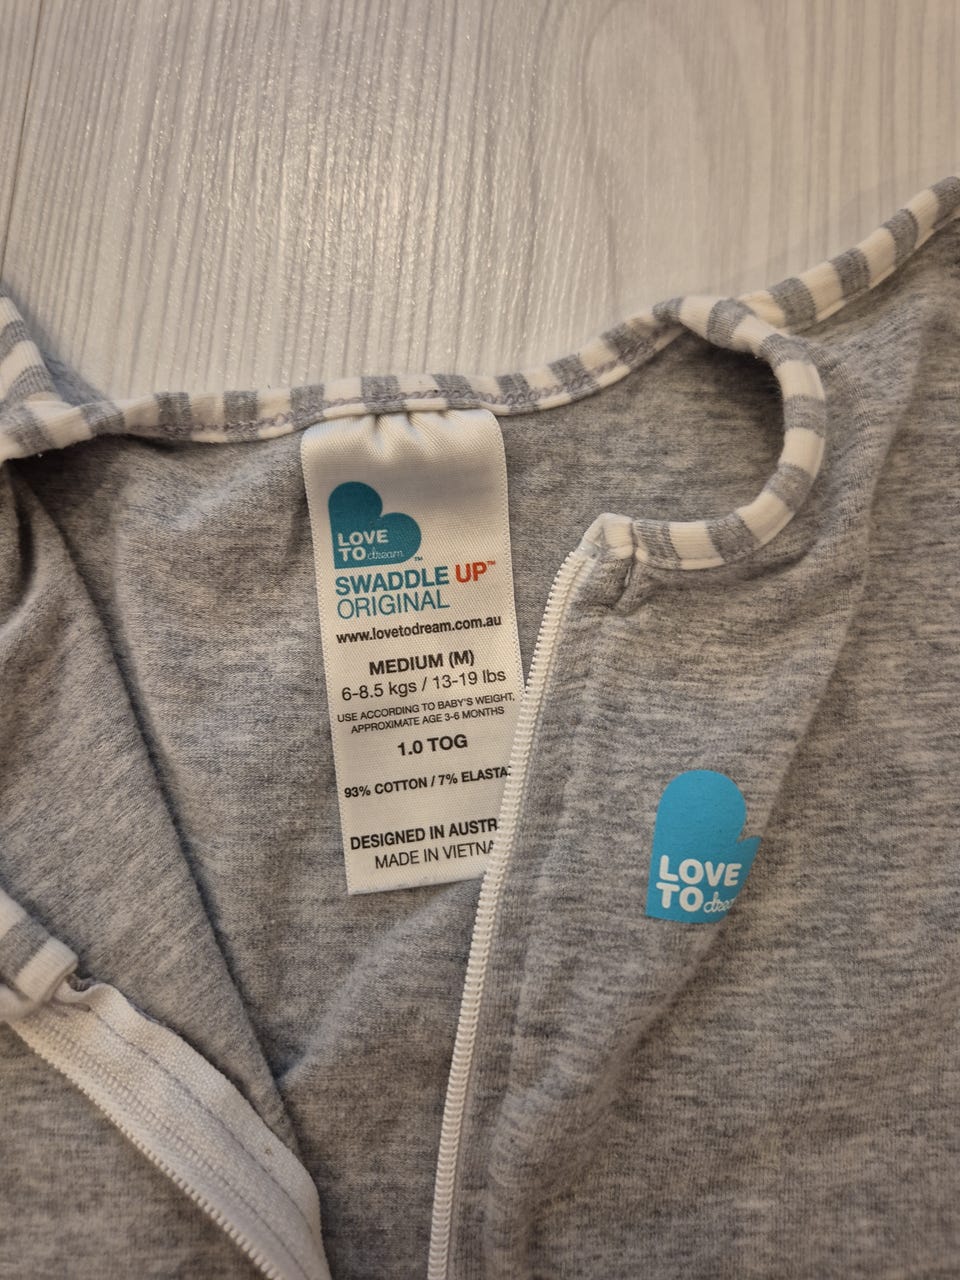 LOVE
TO dream™
SWADDLE UP™
ORIGINAL
www.lovetodream.com.au
MEDIUM (M)
6-8.5 kgs / 13-19 lbs
USE ACCORDING TO BABY'S WEIGHT,
APPROXIMATE AGE 3-6 MONTHS
1.0 TOG
93% COTTON / 7% ELASTA
DESIGNED IN AUSTR
MADE IN VIETNA
LOVE
TO drea